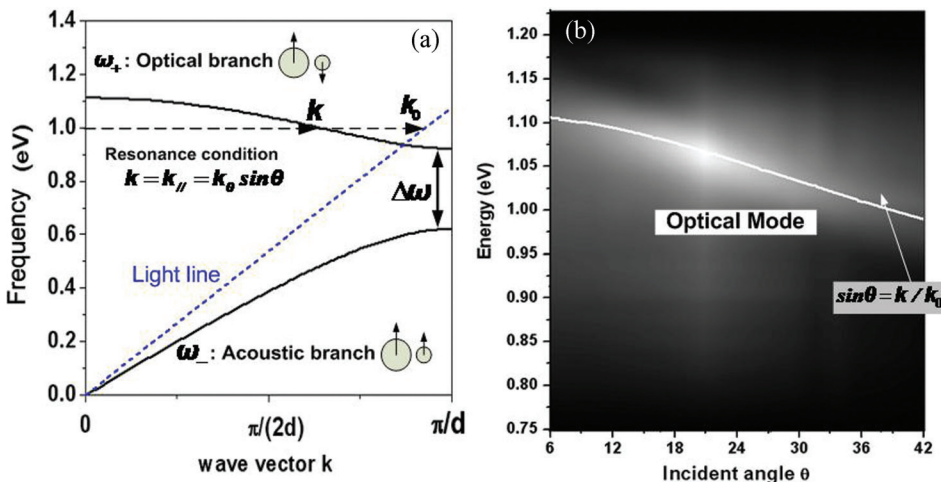 (a)
1.4
1.2
1.0
0.8
0.6
0.4
0.2
0.0
Frequency (eV)
ω₊: Optical branch
k
k₀
Resonance condition
k = k// = k₀ sinθ
Δω
Light line
ω₋: Acoustic branch
0
π/(2d)
π/d
wave vector k
(b)
1.20
1.15
1.10
1.05
1.00
0.95
0.90
0.85
0.80
0.75
Energy (eV)
Optical Mode
sinθ = k / k₀
6
12
18
24
30
36
42
Incident angle θ